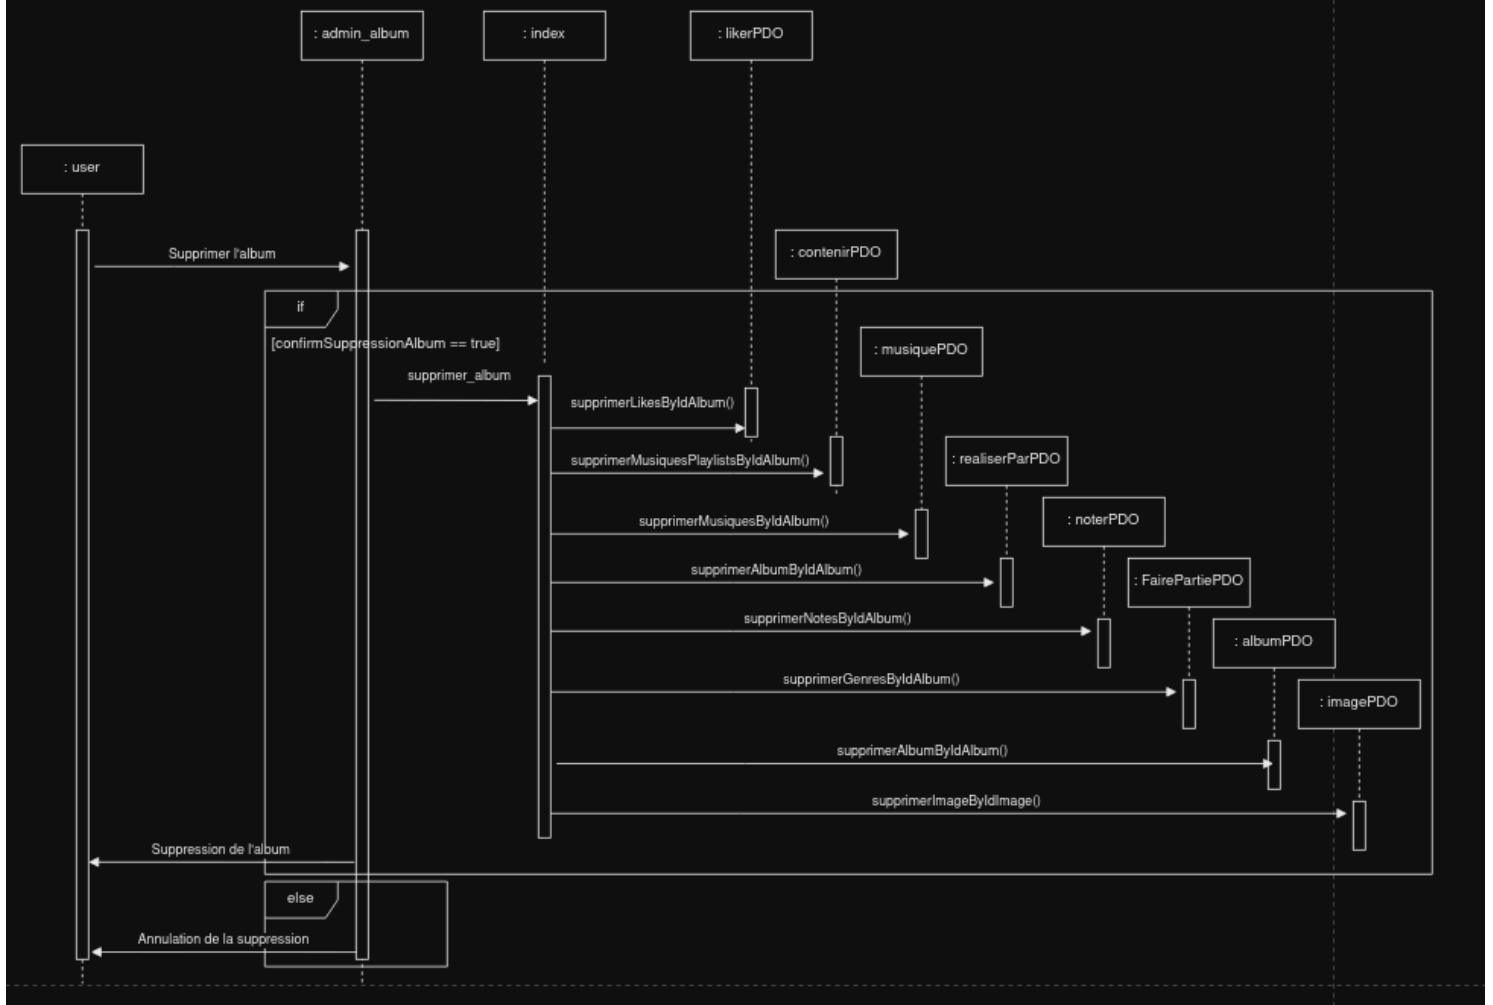 : admin_album
: index
: likerPDO
: user
Supprimer l'album
: contenirPDO
if
[confirmSuppressionAlbum == true]
: musiquePDO
supprimer_album
supprimerLikesByIdAlbum()
supprimerMusiquesPlaylistsByIdAlbum()
: realiserParPDO
supprimerMusiquesByIdAlbum()
: noterPDO
supprimerAlbumByIdAlbum()
: FairePartiePDO
supprimerNotesByIdAlbum()
: albumPDO
supprimerGenresByIdAlbum()
: imagePDO
supprimerAlbumByIdAlbum()
supprimerImageByIdImage()
Suppression de l'album
else
Annulation de la suppression